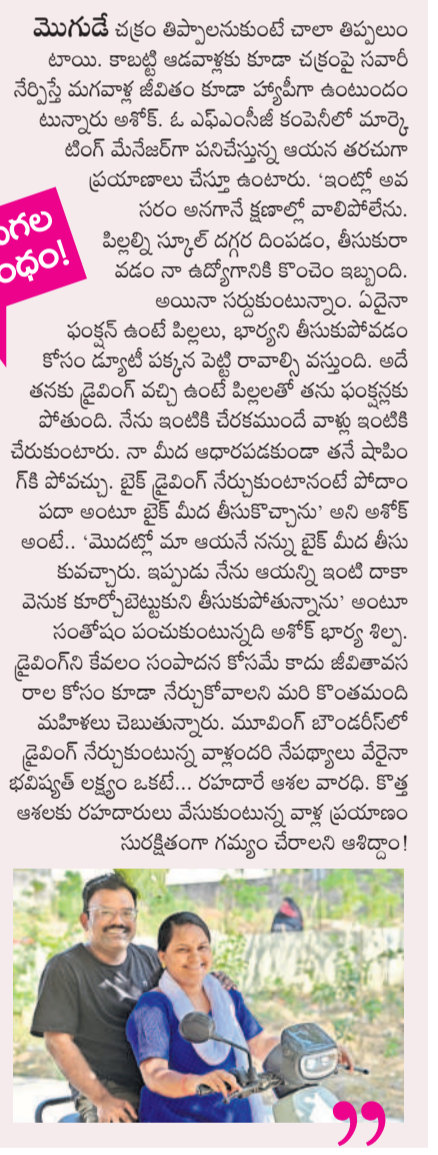 మొగుడే చక్రం తిప్పాలనుకుంటే చాలా తిప్పలుం
టాయి. కాబట్టి ఆడవాళ్లకు కూడా చక్రంపై సవారీ
నేర్పిస్తే మగవాళ్ల జీవితం కూడా హ్యాపీగా ఉంటుందం
టున్నారు అశోక్. ఓ ఎఫ్ఎంసీజీ కంపెనీలో మార్కె
టింగ్ మేనేజర్‌గా పనిచేస్తున్న ఆయన తరచుగా
ప్రయాణాలు చేస్తూ ఉంటారు. ‘ఇంట్లో అవ
సరం అనగానే క్షణాల్లో వాలిపోలేను.
పిల్లల్ని స్కూల్ దగ్గర దింపడం, తీసుకురా
వడం నా ఉద్యోగానికి కొంచెం ఇబ్బంది.
అయినా సర్దుకుంటున్నాం. ఏదైనా
ఫంక్షన్ ఉంటే పిల్లలు, భార్యని తీసుకుపోవడం
కోసం డ్యూటీ పక్కన పెట్టి రావాల్సి వస్తుంది. అదే
తనకు డ్రైవింగ్ వచ్చి ఉంటే పిల్లలతో తను ఫంక్షన్లకు
పోతుంది. నేను ఇంటికి చేరకముందే వాళ్లు ఇంటికి
చేరుకుంటారు. నా మీద ఆధారపడకుండా తనే షాపిం
గ్‌కి పోవచ్చు. బైక్ డ్రైవింగ్ నేర్చుకుంటానంటే పోదాం
పదా అంటూ బైక్ మీద తీసుకొచ్చాను’ అని అశోక్
అంటే.. ‘మొదట్లో మా ఆయనే నన్ను బైక్ మీద తీసు
కువచ్చారు. ఇప్పుడు నేను ఆయన్ని ఇంటి దాకా
వెనుక కూర్చోబెట్టుకుని తీసుకుపోతున్నాను’ అంటూ
సంతోషం పంచుకుంటున్నది అశోక్ భార్య శిల్ప.
డ్రైవింగ్‌ని కేవలం సంపాదన కోసమే కాదు జీవితావస
రాల కోసం కూడా నేర్చుకోవాలని మరి కొంతమంది
మహిళలు చెబుతున్నారు. మూవింగ్ బౌండరీస్‌లో
డ్రైవింగ్ నేర్చుకుంటున్న వాళ్లందరి నేపథ్యాలు వేరైనా
భవిష్యత్ లక్ష్యం ఒకటే... రహదారే ఆశల వారధి. కొత్త
ఆశలకు రహదారులు వేసుకుంటున్న వాళ్ల ప్రయాణం
సురక్షితంగా గమ్యం చేరాలని ఆశిద్దాం!